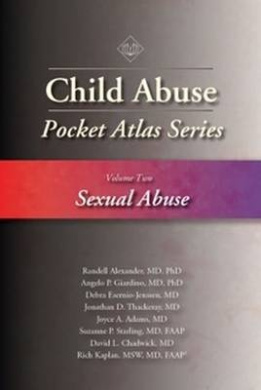 Child Abuse
Pocket Atlas Series
Volume Two
Sexual Abuse
Randell Alexander, MD, PhD
Angelo P. Giardino, MD, PhD
Debra Esernio-Jenssen, MD
Jonathan D. Thackeray, MD
Joyce A. Adams, MD
Suzanne P. Starling, MD, FAAP
David L. Chadwick, MD
Rich Kaplan, MSW, MD, FAAP